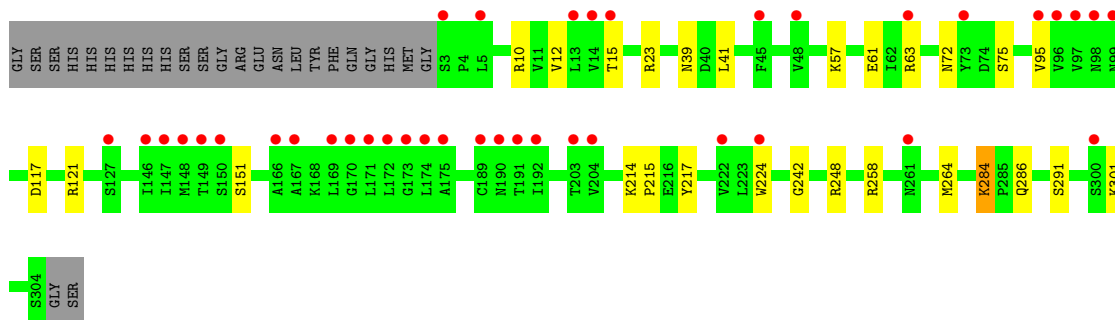 GLY SER SER HIS HIS HIS HIS HIS HIS SER SER GLY ARG GLU ASN LEU TYR PHE GLN GLY HIS MET GLY S3 P4 L5 R10 V11 V12 L13 V14 T15 R23 N39 D40 L41 F45 V48 K57 E61 I62 R63 N72 Y73 D74 S75 V95 V96 V97 N98 N99
D117 R121 S127 I146 I147 M148 T149 S150 S151 A166 A167 K168 L169 G170 L171 L172 G173 L174 A175 C189 N190 T191 I192 T203 V204 K214 P215 E216 Y217 V222 L223 W224 G242 R248 R258 N261 M264 K284 P285 Q286 S291 S300 K301
S304 GLY SER